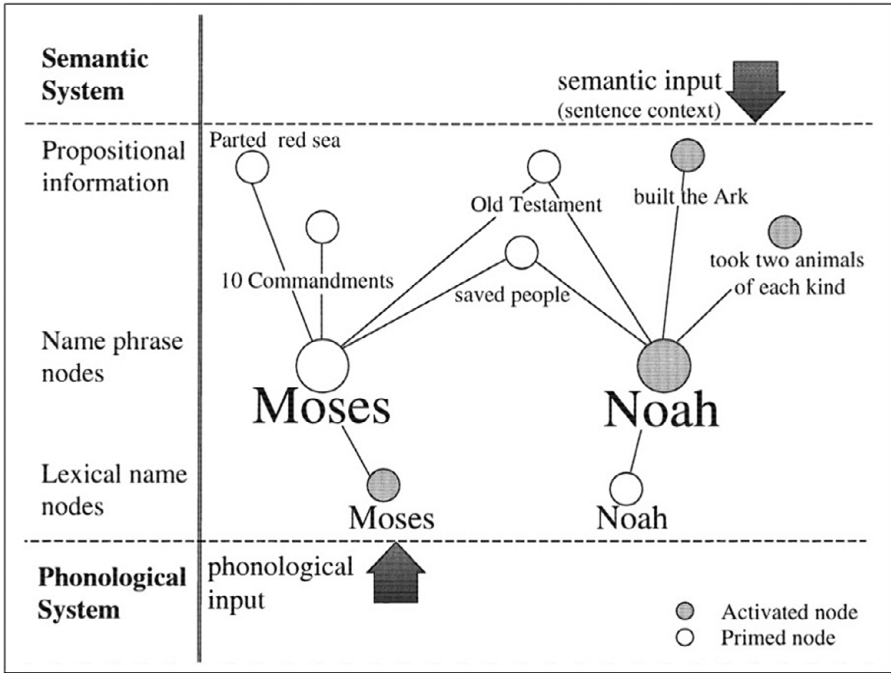 Semantic
System
semantic input
(sentence context)
Propositional
information
Parted red sea
Old Testament
built the Ark
10 Commandments
saved people
took two animals
of each kind
Name phrase
nodes
Moses
Noah
Lexical name
nodes
Moses
Noah
Phonological
System
phonological
input
Activated node
Primed node